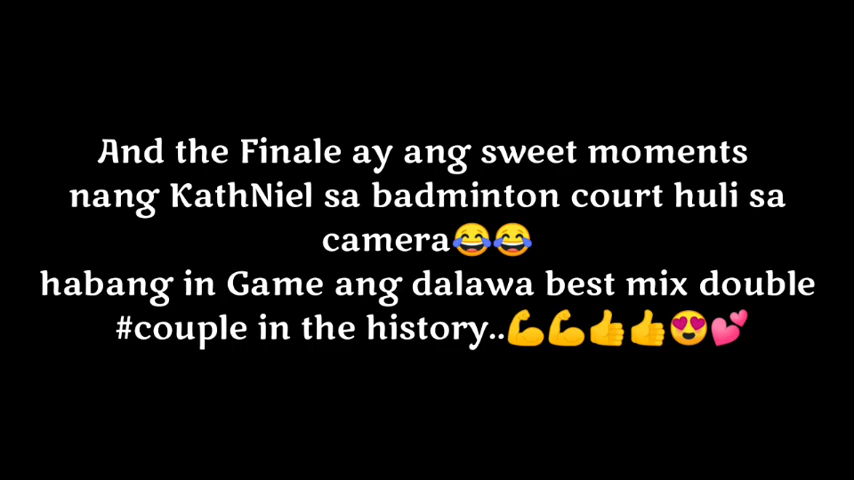 And the Finale ay ang sweet moments
nang KathNiel sa badminton court huli sa
camera😂😂
habang in Game ang dalawa best mix double
#couple in the history..💪💪👍👍😍💕